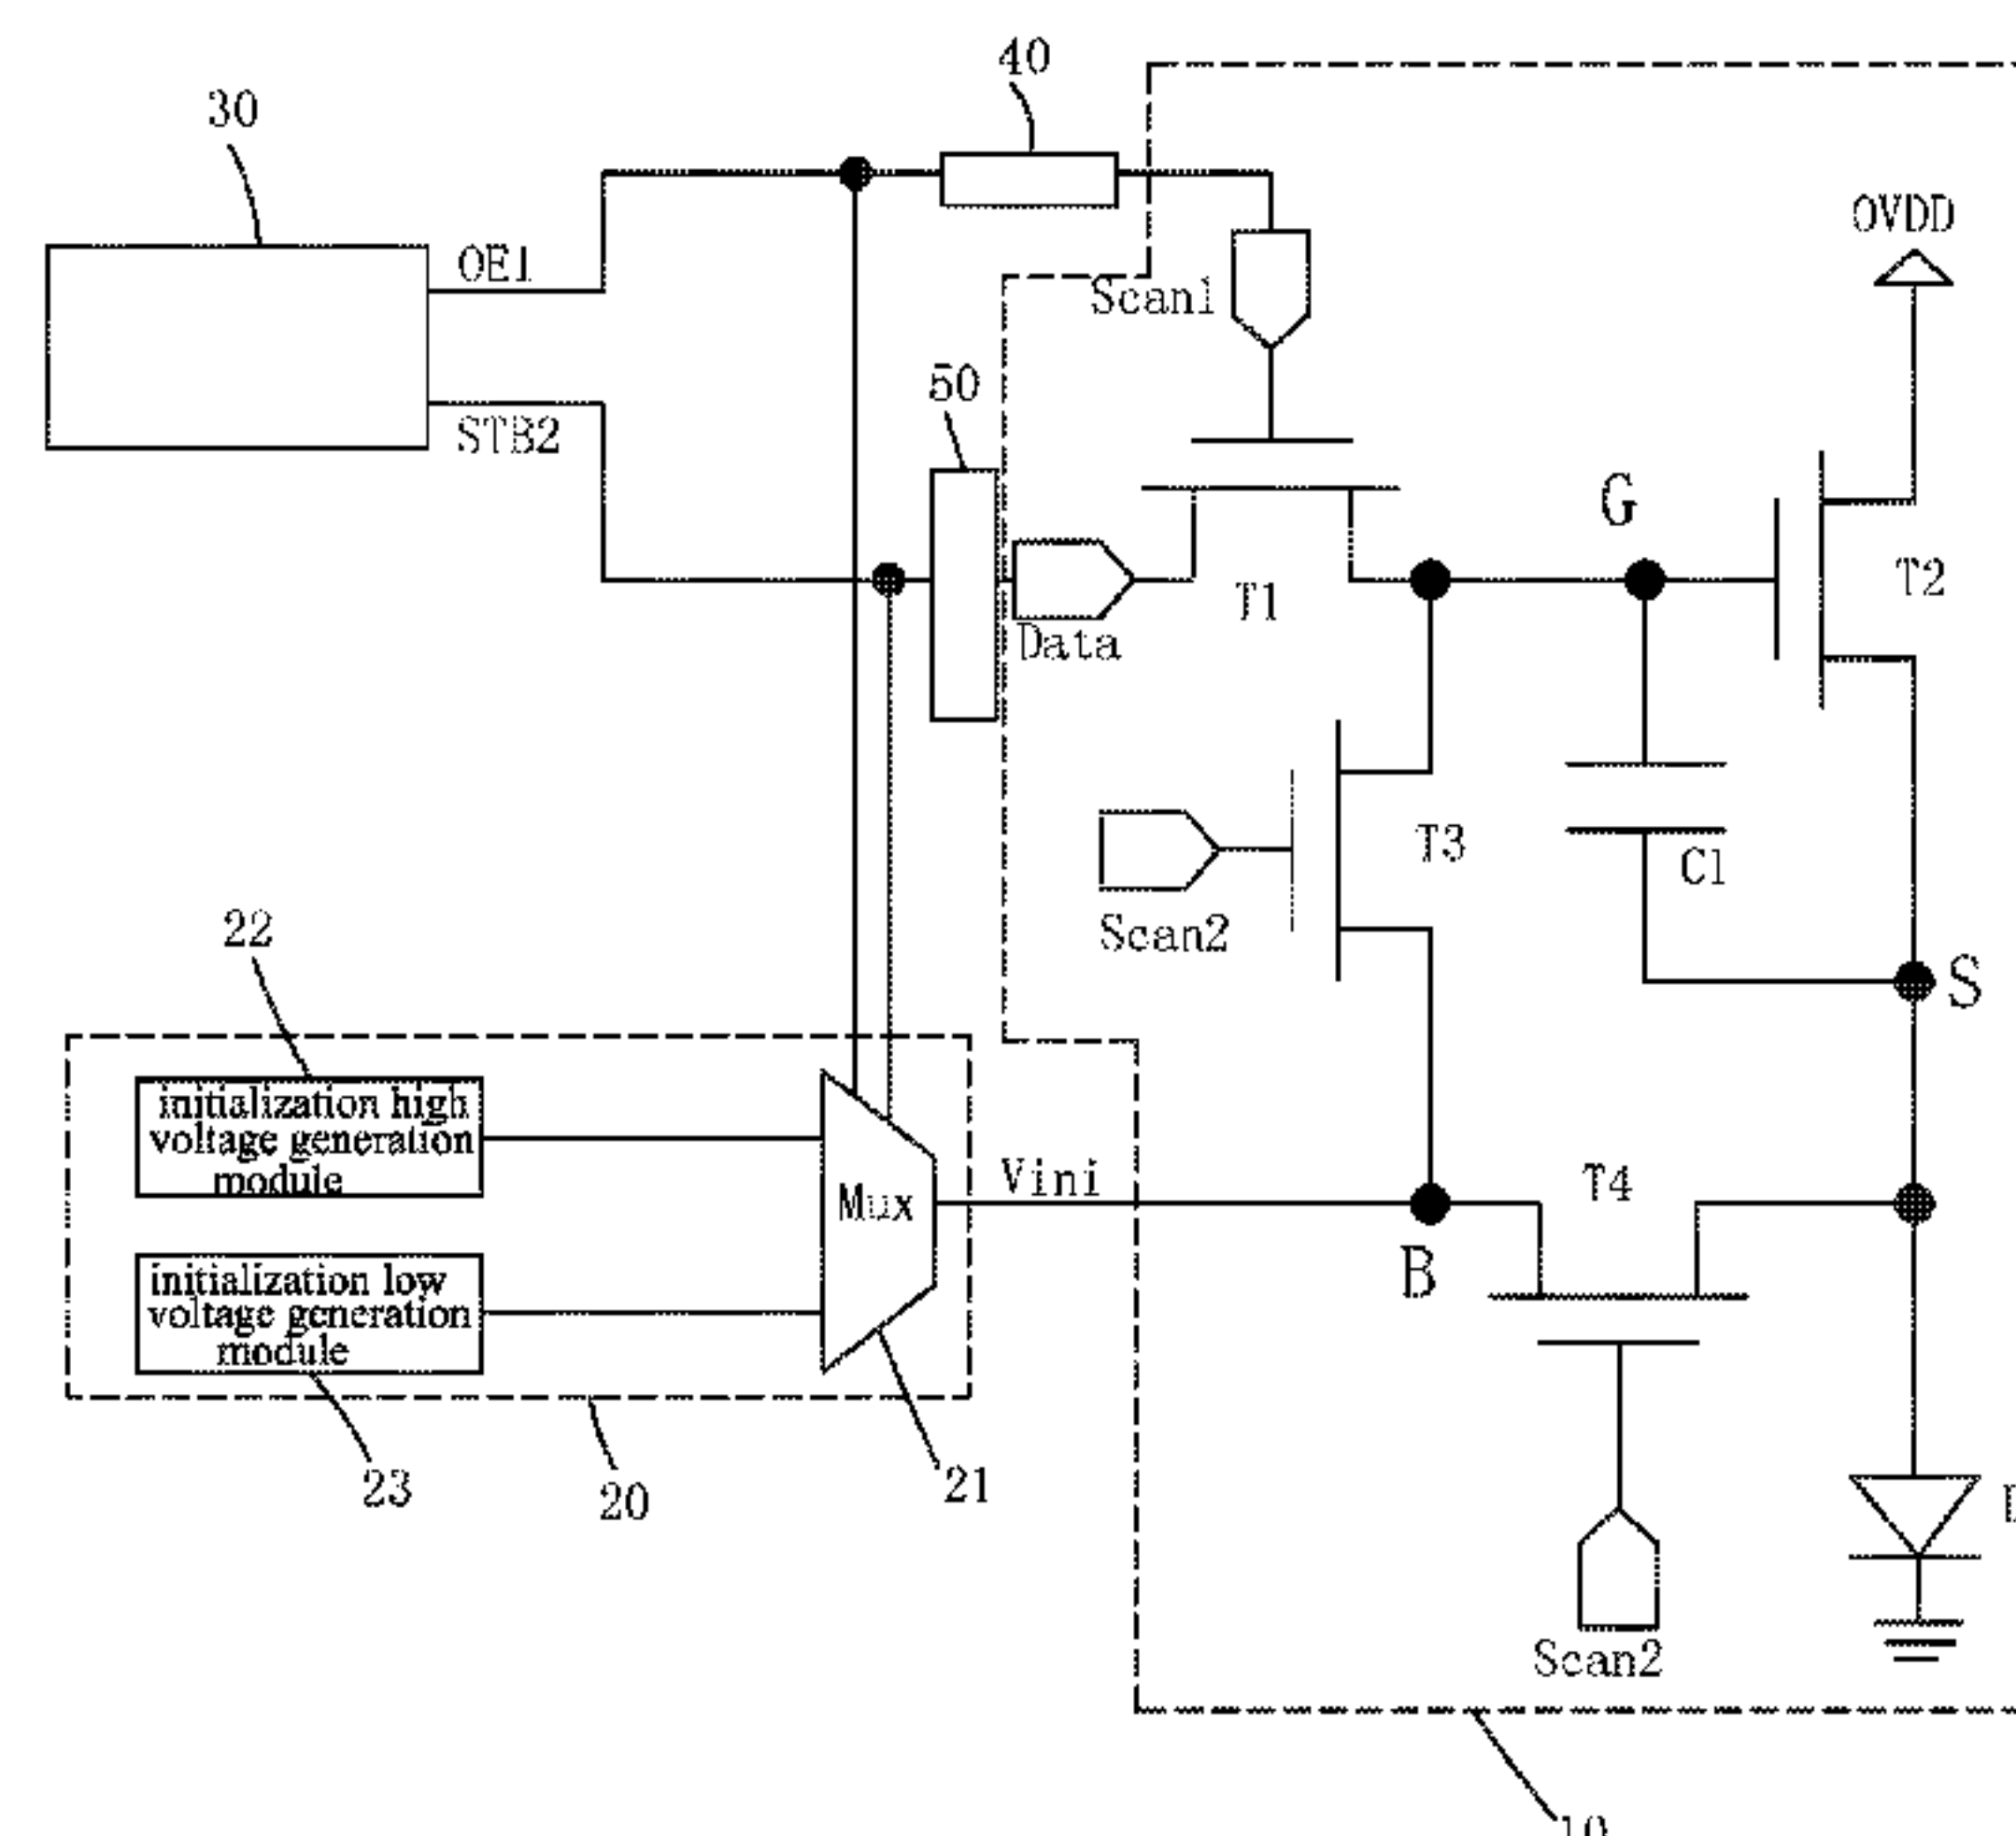 40
30
OVDD
OE1
Scan1
50
STB2
G
T2
T1
Data
T3
C1
22
Scan2
S
initialization high
voltage generation
module
Vini
T4
Mux
B
initialization low
voltage generation
module
23
20
21
Scan2
10